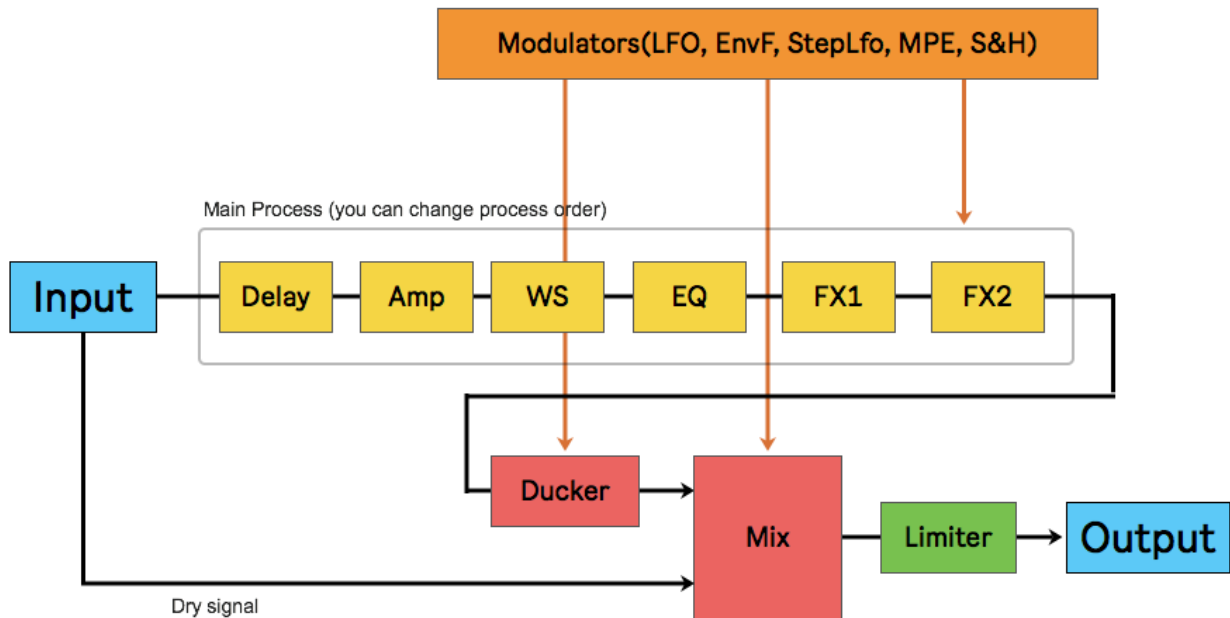 Modulators(LFO, EnvF, StepLfo, MPE, S&H)
Main Process (you can change process order)
Input
Delay
Amp
WS
EQ
FX1
FX2
Ducker
Mix
Limiter
Output
Dry signal